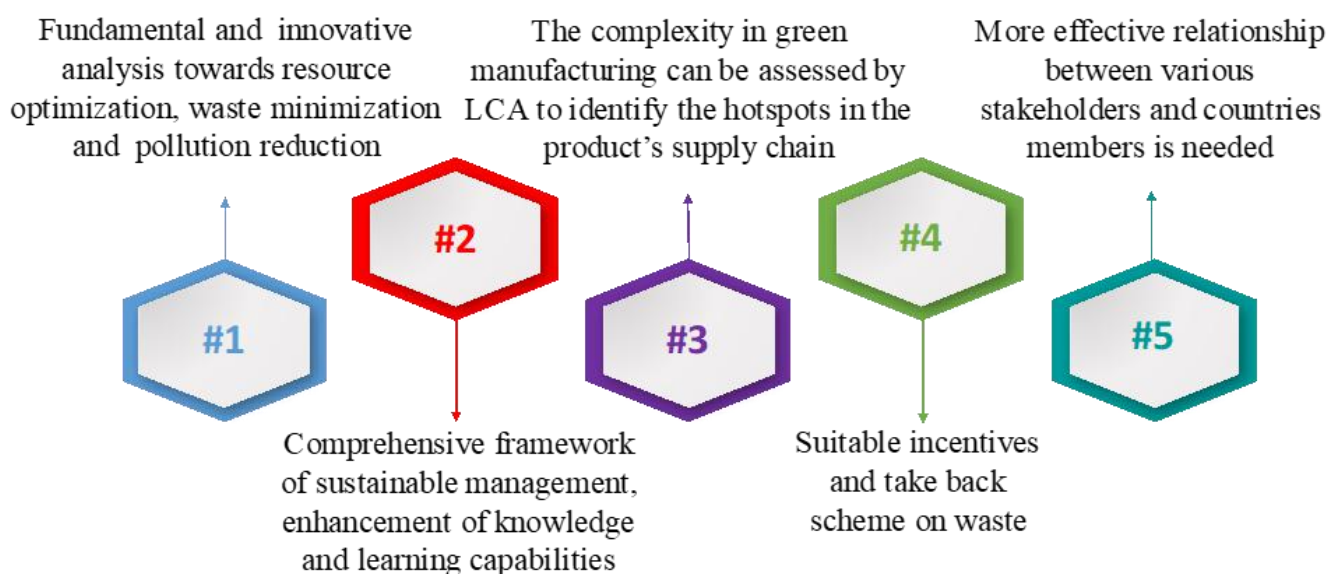 Fundamental and innovative
analysis towards resource
optimization, waste minimization
and pollution reduction
The complexity in green
manufacturing can be assessed by
LCA to identify the hotspots in the
product's supply chain
More effective relationship
between various
stakeholders and countries
members is needed
#1
#2
#3
#4
#5
Comprehensive framework
of sustainable management,
enhancement of knowledge
and learning capabilities
Suitable incentives
and take back
scheme on waste